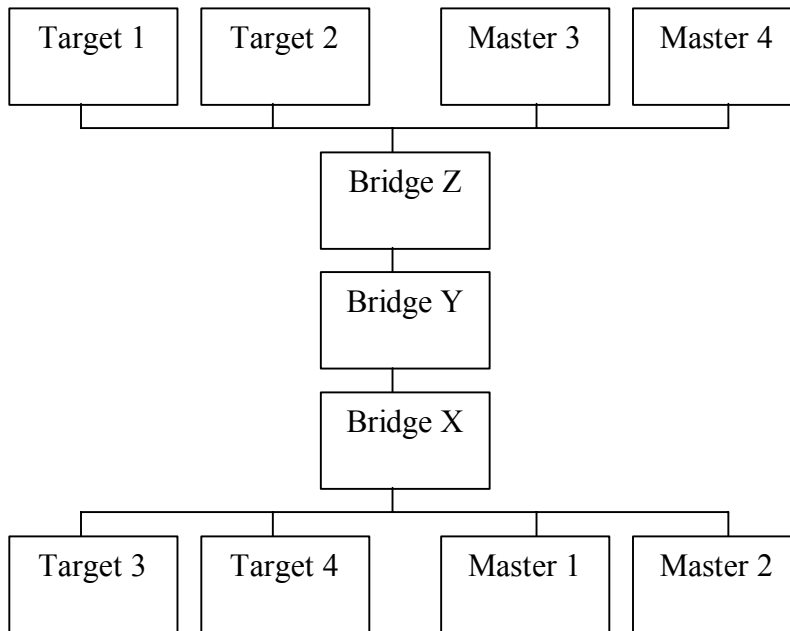 Target 1
Target 2
Master 3
Master 4
Bridge Z
Bridge Y
Bridge X
Target 3
Target 4
Master 1
Master 2